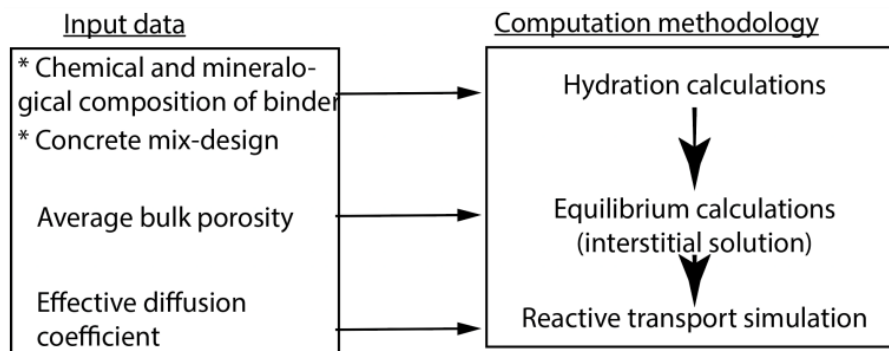 Input data
* Chemical and mineralo-
gical composition of binder
* Concrete mix-design
Average bulk porosity
Effective diffusion
coefficient
Computation methodology
Hydration calculations
Equilibrium calculations
(interstitial solution)
Reactive transport simulation